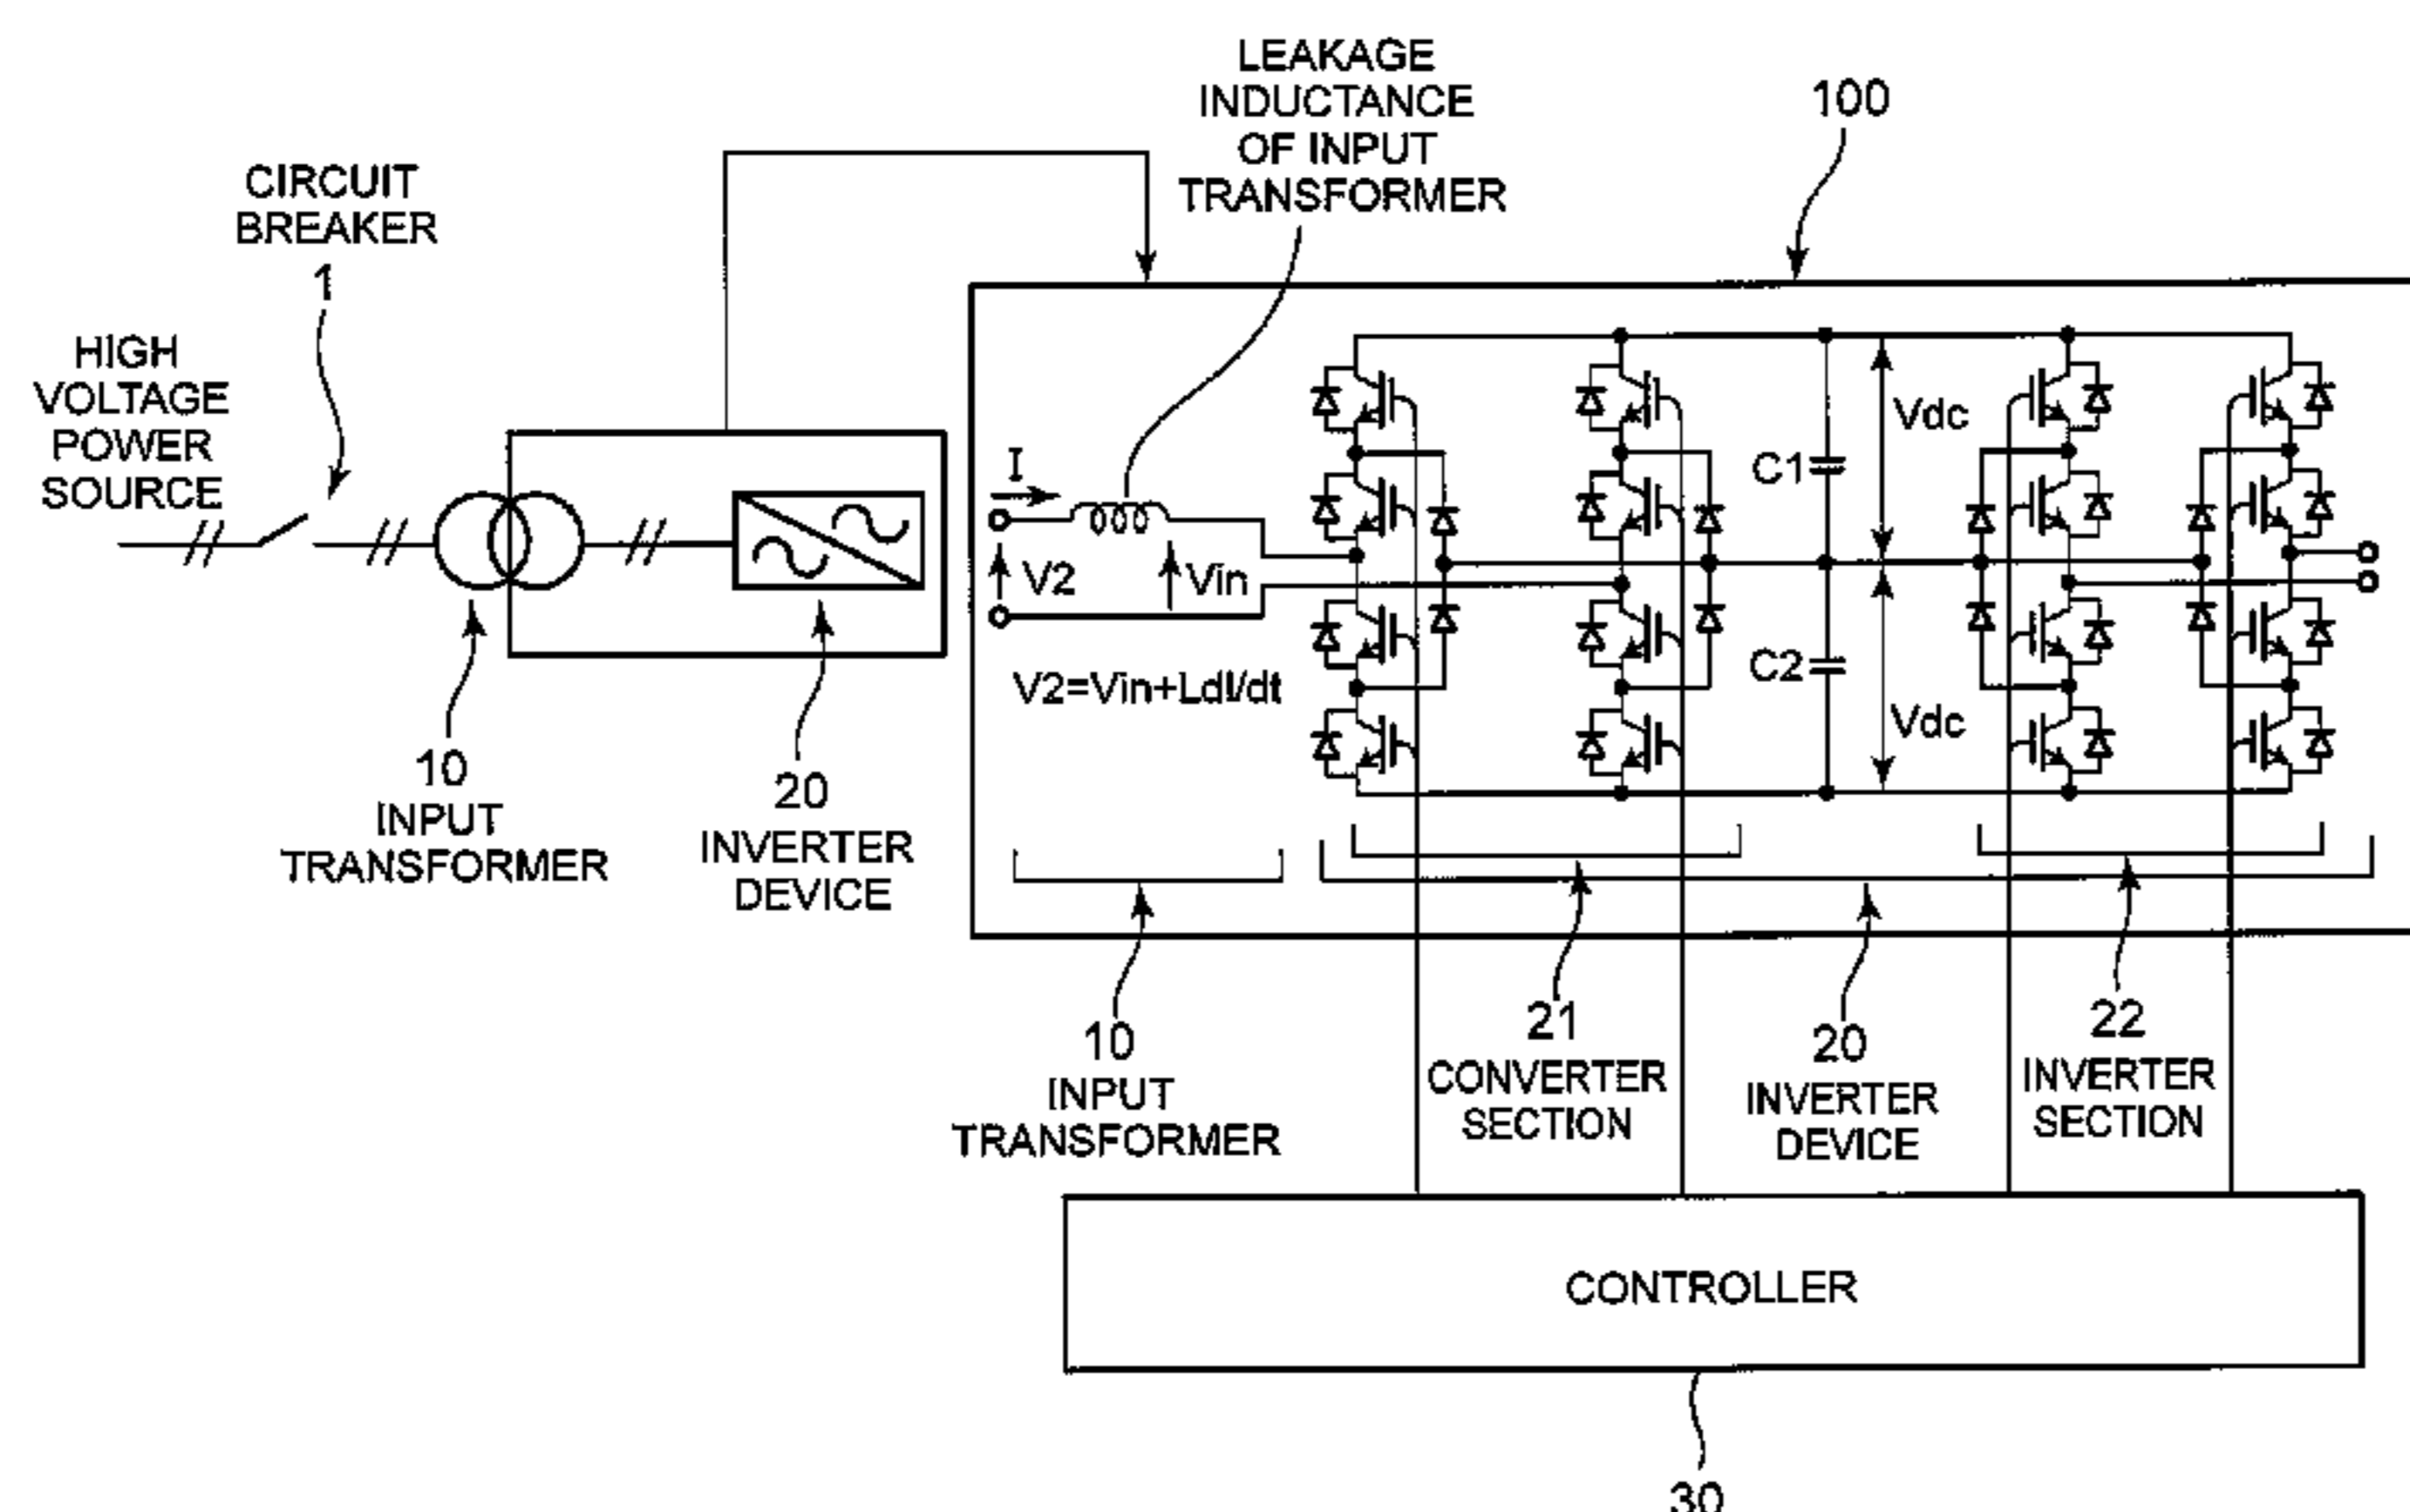 LEAKAGE
INDUCTANCE
OF INPUT
TRANSFORMER
100
CIRCUIT
BREAKER
1
HIGH
VOLTAGE
POWER
SOURCE
I
V2
Vin
V2=Vin+LdI/dt
C1
Vdc
C2
Vdc
10
INPUT
TRANSFORMER
20
INVERTER
DEVICE
10
INPUT
TRANSFORMER
21
CONVERTER
SECTION
20
INVERTER
DEVICE
22
INVERTER
SECTION
CONTROLLER
30